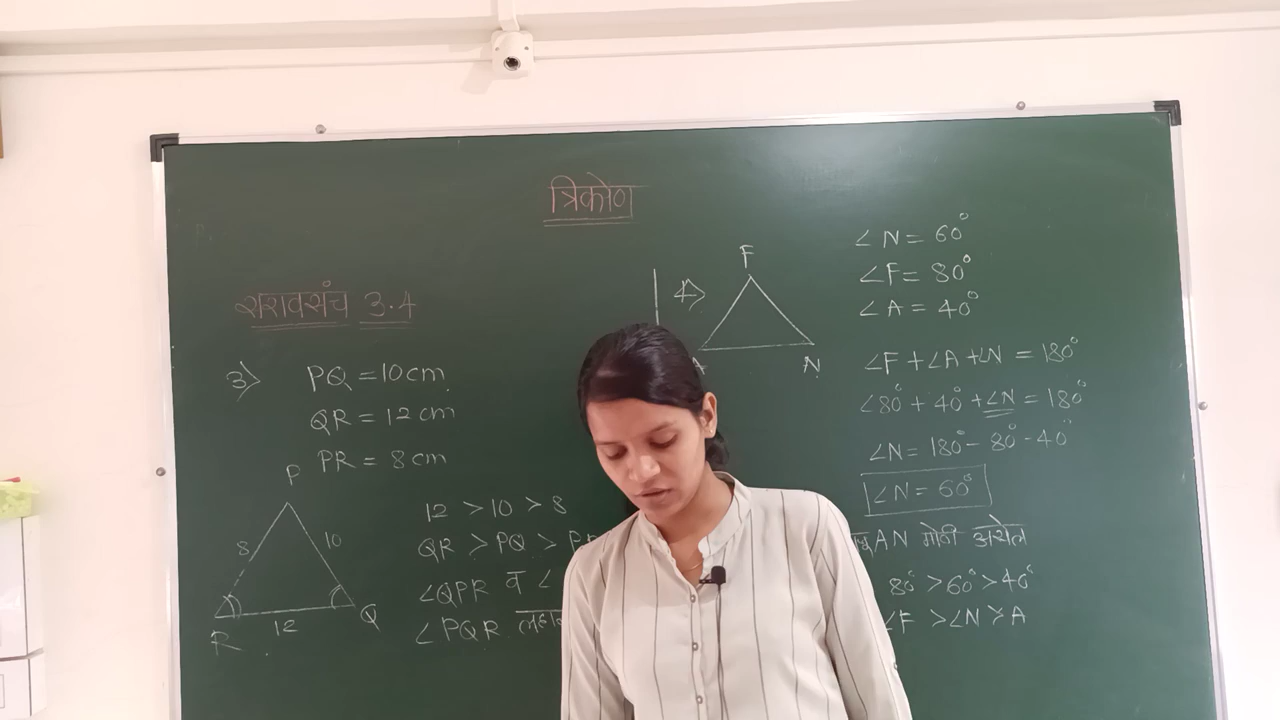 त्रिकोण
सरावसंच 3.4
3) PQ = 10 cm
QR = 12 cm
PR = 8 cm
P
8
10
R
12
Q
12 > 10 > 8
QR > PQ >
∠QPR व ∠
∠PQR
4)
F
N
∠N = 60°
∠F = 80°
∠A = 40°
∠F + ∠A + ∠N = 180°
∠80° + 40° + ∠N = 180°
∠N = 180° - 80° - 40°
∠N = 60°
AN मोठी असेल
80° > 60° > 40°
∠F > ∠N > A